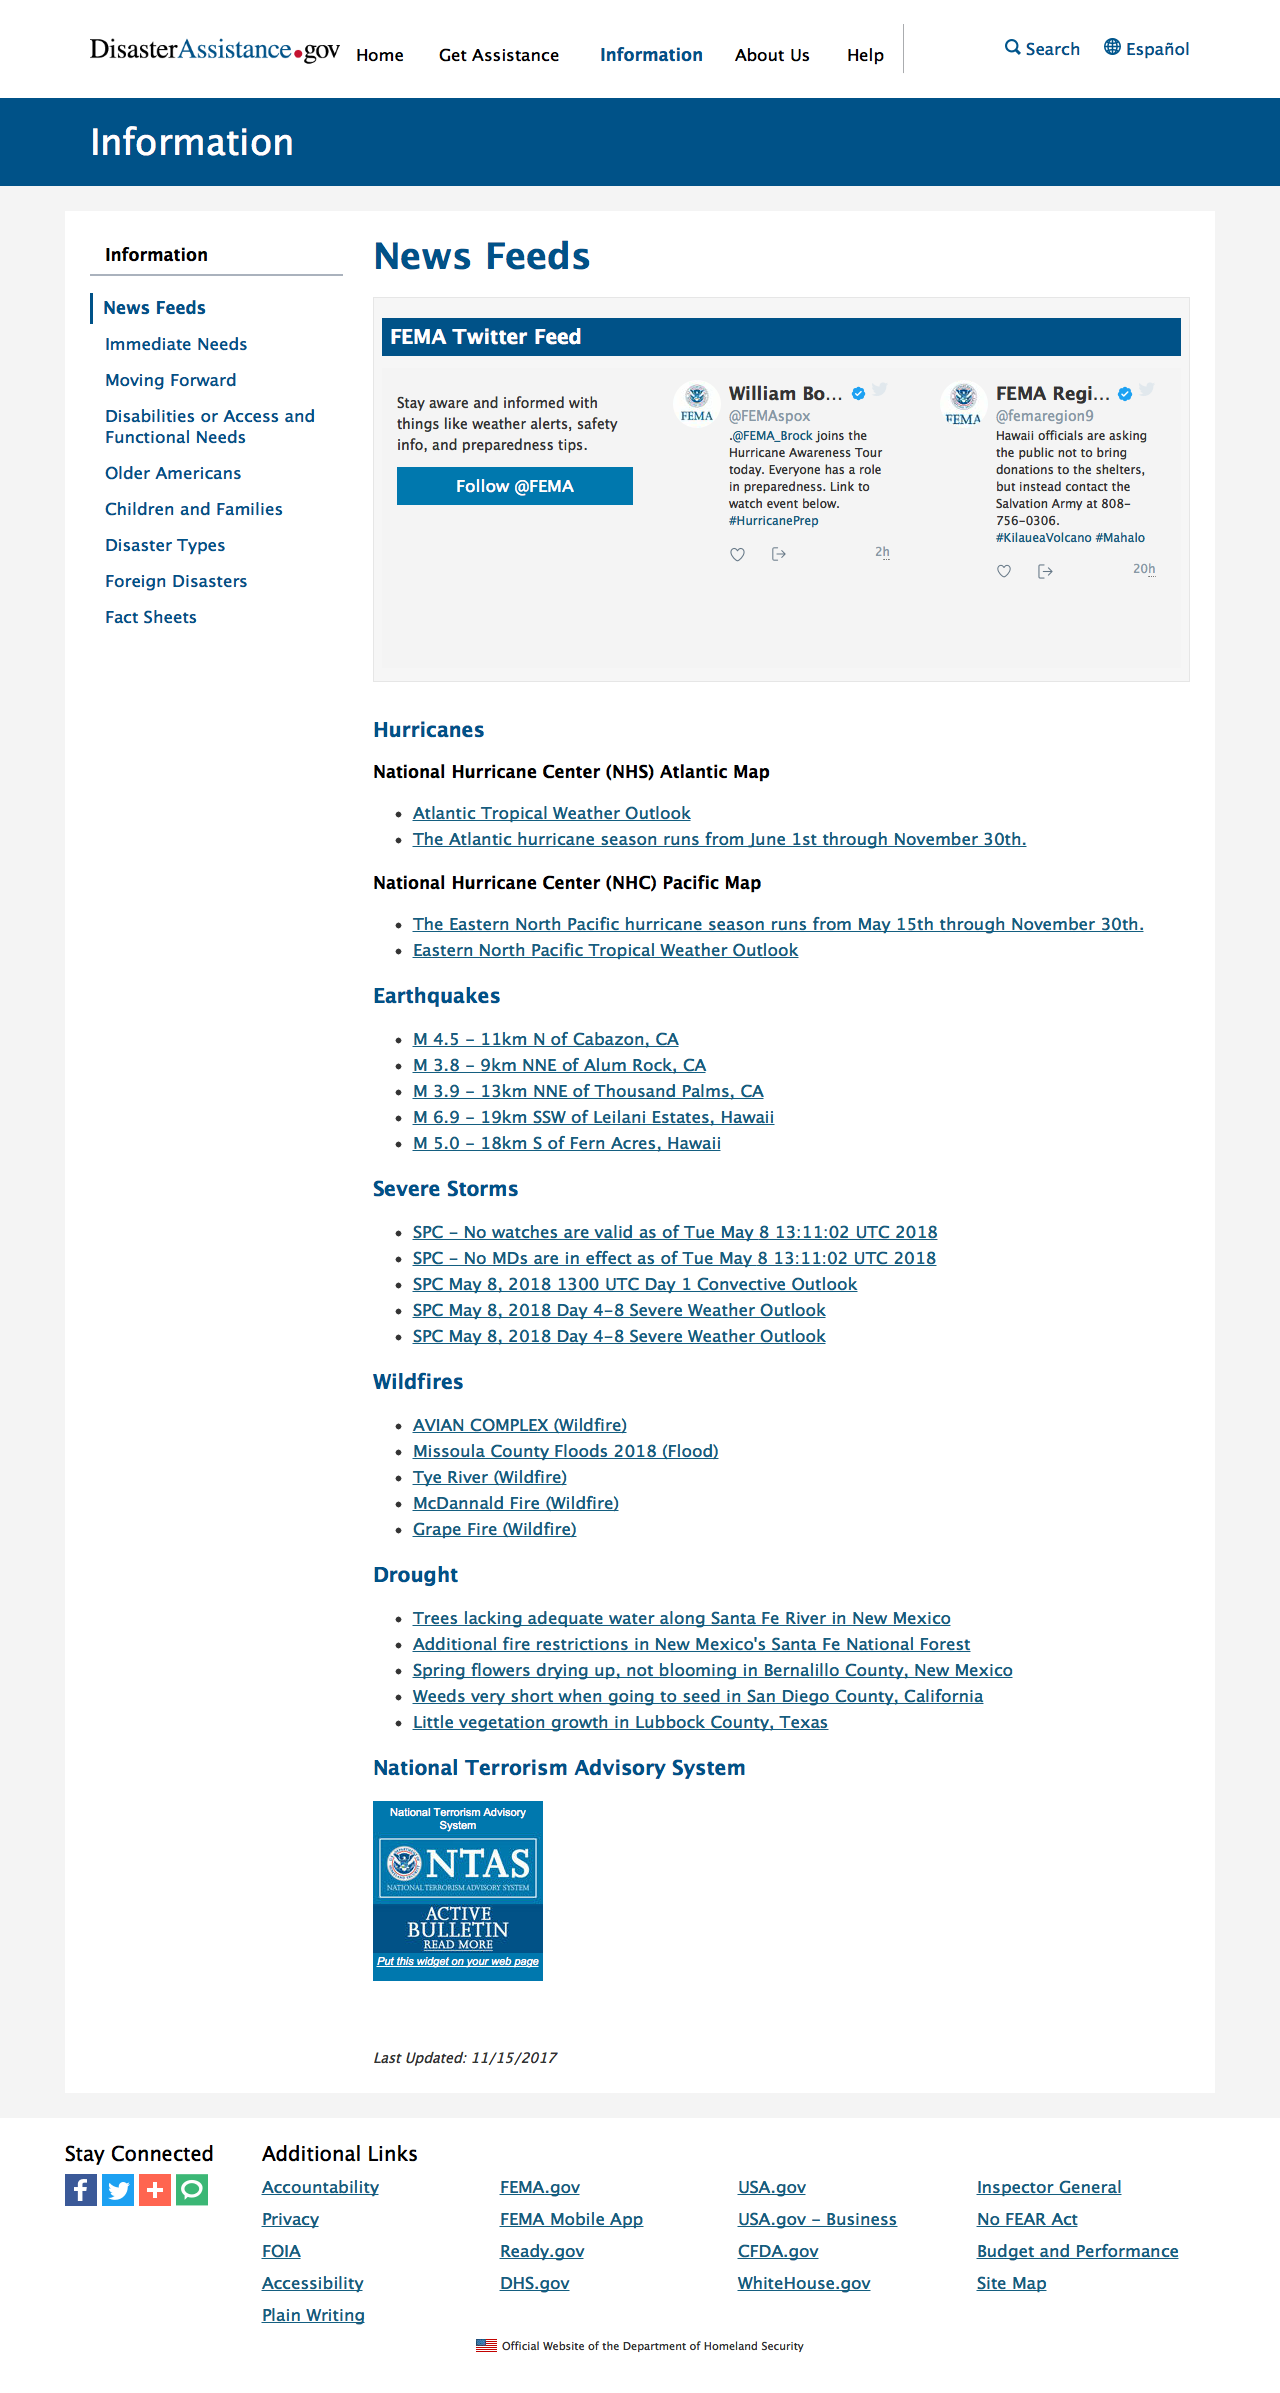 DisasterAssistance.gov
Home
Get Assistance
Information
About Us
Help
Search
Español
Information
Information
News Feeds
Immediate Needs
Moving Forward
Disabilities or Access and
Functional Needs
Older Americans
Children and Families
Disaster Types
Foreign Disasters
Fact Sheets
News Feeds
FEMA Twitter Feed
Stay aware and informed with
things like weather alerts, safety
info, and preparedness tips.
Follow @FEMA
FEMA
William Bo...
@FEMAspox
.@FEMA_Brock joins the
Hurricane Awareness Tour
today. Everyone has a role
in preparedness. Link to
watch event below.
#HurricanePrep
2h
FEMA
FEMA Regi...
@femaregion9
Hawaii officials are asking
the public not to bring
donations to the shelters,
but instead contact the
Salvation Army at 808-
756-0306.
#KilaueaVolcano #Mahalo
20h
Hurricanes
National Hurricane Center (NHS) Atlantic Map
• Atlantic Tropical Weather Outlook
• The Atlantic hurricane season runs from June 1st through November 30th.
National Hurricane Center (NHC) Pacific Map
• The Eastern North Pacific hurricane season runs from May 15th through November 30th.
• Eastern North Pacific Tropical Weather Outlook
Earthquakes
• M 4.5 - 11km N of Cabazon, CA
• M 3.8 - 9km NNE of Alum Rock, CA
• M 3.9 - 13km NNE of Thousand Palms, CA
• M 6.9 - 19km SSW of Leilani Estates, Hawaii
• M 5.0 - 18km S of Fern Acres, Hawaii
Severe Storms
• SPC - No watches are valid as of Tue May 8 13:11:02 UTC 2018
• SPC - No MDs are in effect as of Tue May 8 13:11:02 UTC 2018
• SPC May 8, 2018 1300 UTC Day 1 Convective Outlook
• SPC May 8, 2018 Day 4-8 Severe Weather Outlook
• SPC May 8, 2018 Day 4-8 Severe Weather Outlook
Wildfires
• AVIAN COMPLEX (Wildfire)
• Missoula County Floods 2018 (Flood)
• Tye River (Wildfire)
• McDannald Fire (Wildfire)
• Grape Fire (Wildfire)
Drought
• Trees lacking adequate water along Santa Fe River in New Mexico
• Additional fire restrictions in New Mexico's Santa Fe National Forest
• Spring flowers drying up, not blooming in Bernalillo County, New Mexico
• Weeds very short when going to seed in San Diego County, California
• Little vegetation growth in Lubbock County, Texas
National Terrorism Advisory System
National Terrorism Advisory
System
NTAS
NATIONAL TERRORISM ADVISORY SYSTEM
ACTIVE
BULLETIN
READ MORE
Put this widget on your web page
Last Updated: 11/15/2017
Stay Connected
Additional Links
Accountability
Privacy
FOIA
Accessibility
Plain Writing
FEMA.gov
FEMA Mobile App
Ready.gov
DHS.gov
USA.gov
USA.gov - Business
CFDA.gov
WhiteHouse.gov
Inspector General
No FEAR Act
Budget and Performance
Site Map
Official Website of the Department of Homeland Security